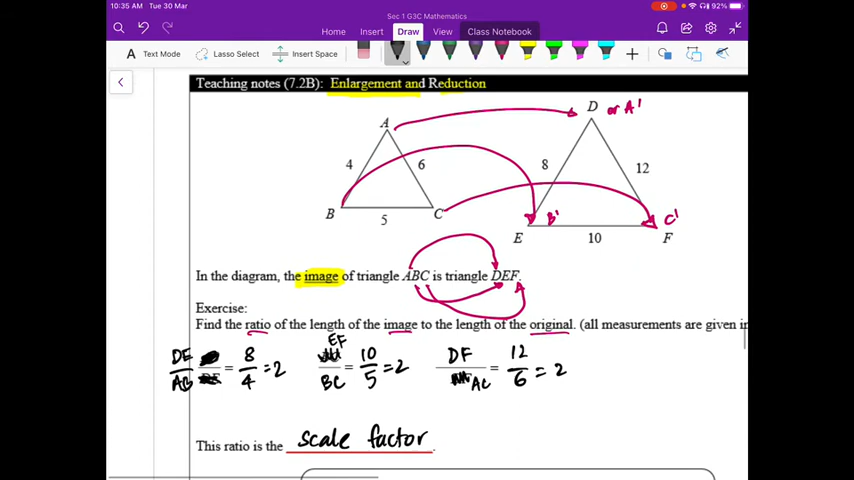 10:35 AM Tue 30 Mar
92%
Sec 1 G3C Mathematics
Home Insert Draw View Class Notebook
A Text Mode Lasso Select Insert Space
Teaching notes (7.2B): Enlargement and Reduction
A
D or A'
4 6
8 12
B 5 C
B' C'
E 10 F
In the diagram, the image of triangle ABC is triangle DEF.
Exercise:
Find the ratio of the length of the image to the length of the original. (all measurements are given in
DE/AB = 8/4 = 2 EF/BC = 10/5 = 2 DF/AC = 12/6 = 2
This ratio is the scale factor.